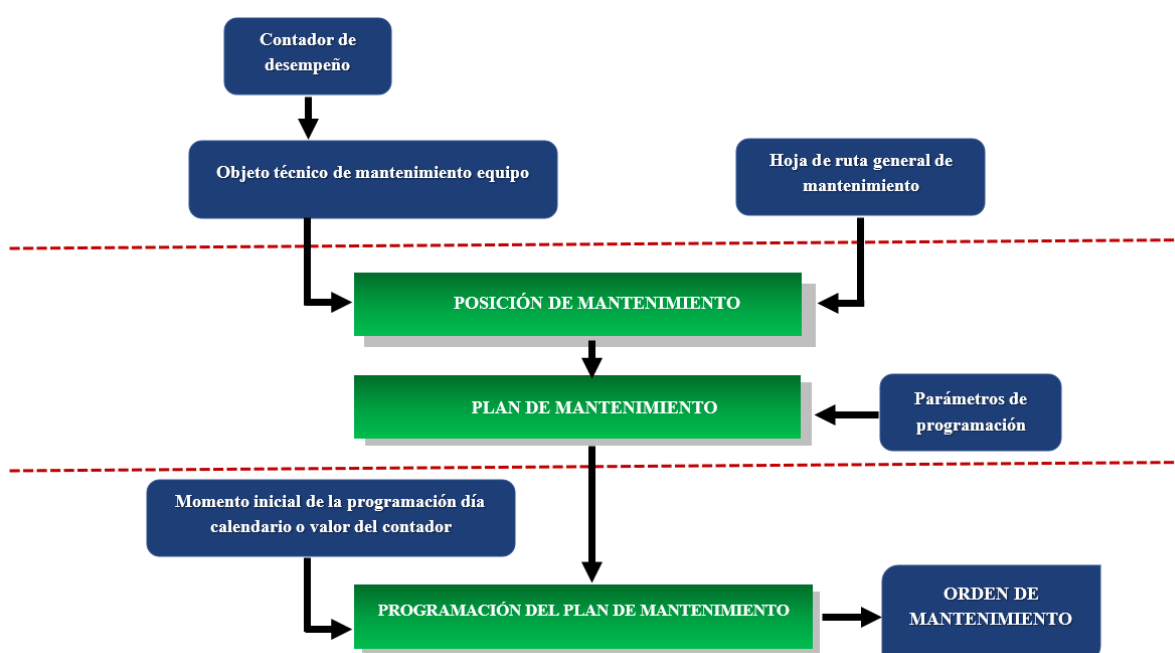 Contador de
desempeño
Objeto técnico de mantenimiento equipo
Hoja de ruta general de
mantenimiento
POSICIÓN DE MANTENIMIENTO
PLAN DE MANTENIMIENTO
Parámetros de
programación
Momento inicial de la programación día
calendario o valor del contador
PROGRAMACIÓN DEL PLAN DE MANTENIMIENTO
ORDEN DE
MANTENIMIENTO